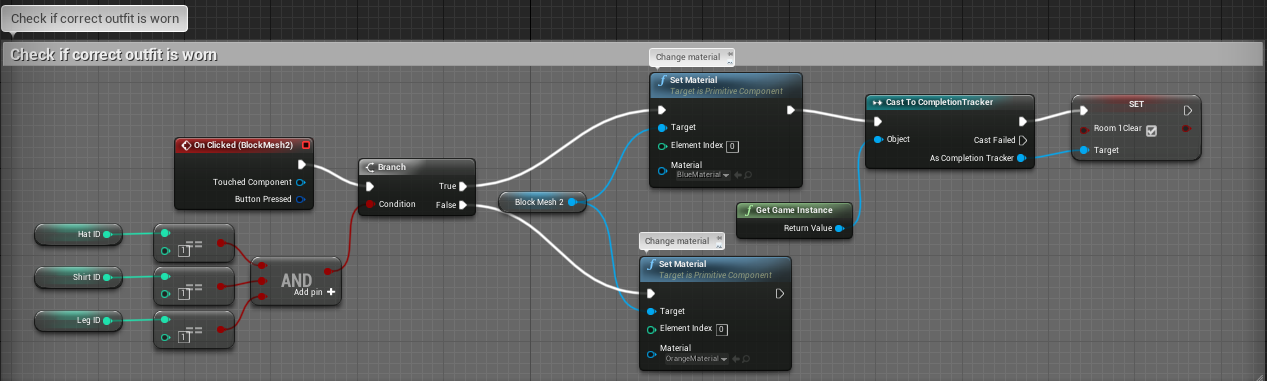 Check if correct outfit is worn
Check if correct outfit is worn
Change material
Set Material
Target is Primitive Component
Target
Element Index 0
Material
BlueMaterial
Cast To CompletionTracker
Object
Cast Failed
As Completion Tracker
SET
Room 1Clear
Target
On Clicked (BlockMesh2)
Touched Component
Button Pressed
Branch
True
Condition
False
Block Mesh 2
Get Game Instance
Return Value
Hat ID
1 ==
Shirt ID
1 ==
Leg ID
1 ==
AND
Add pin +
Change material
Set Material
Target is Primitive Component
Target
Element Index 0
Material
OrangeMaterial